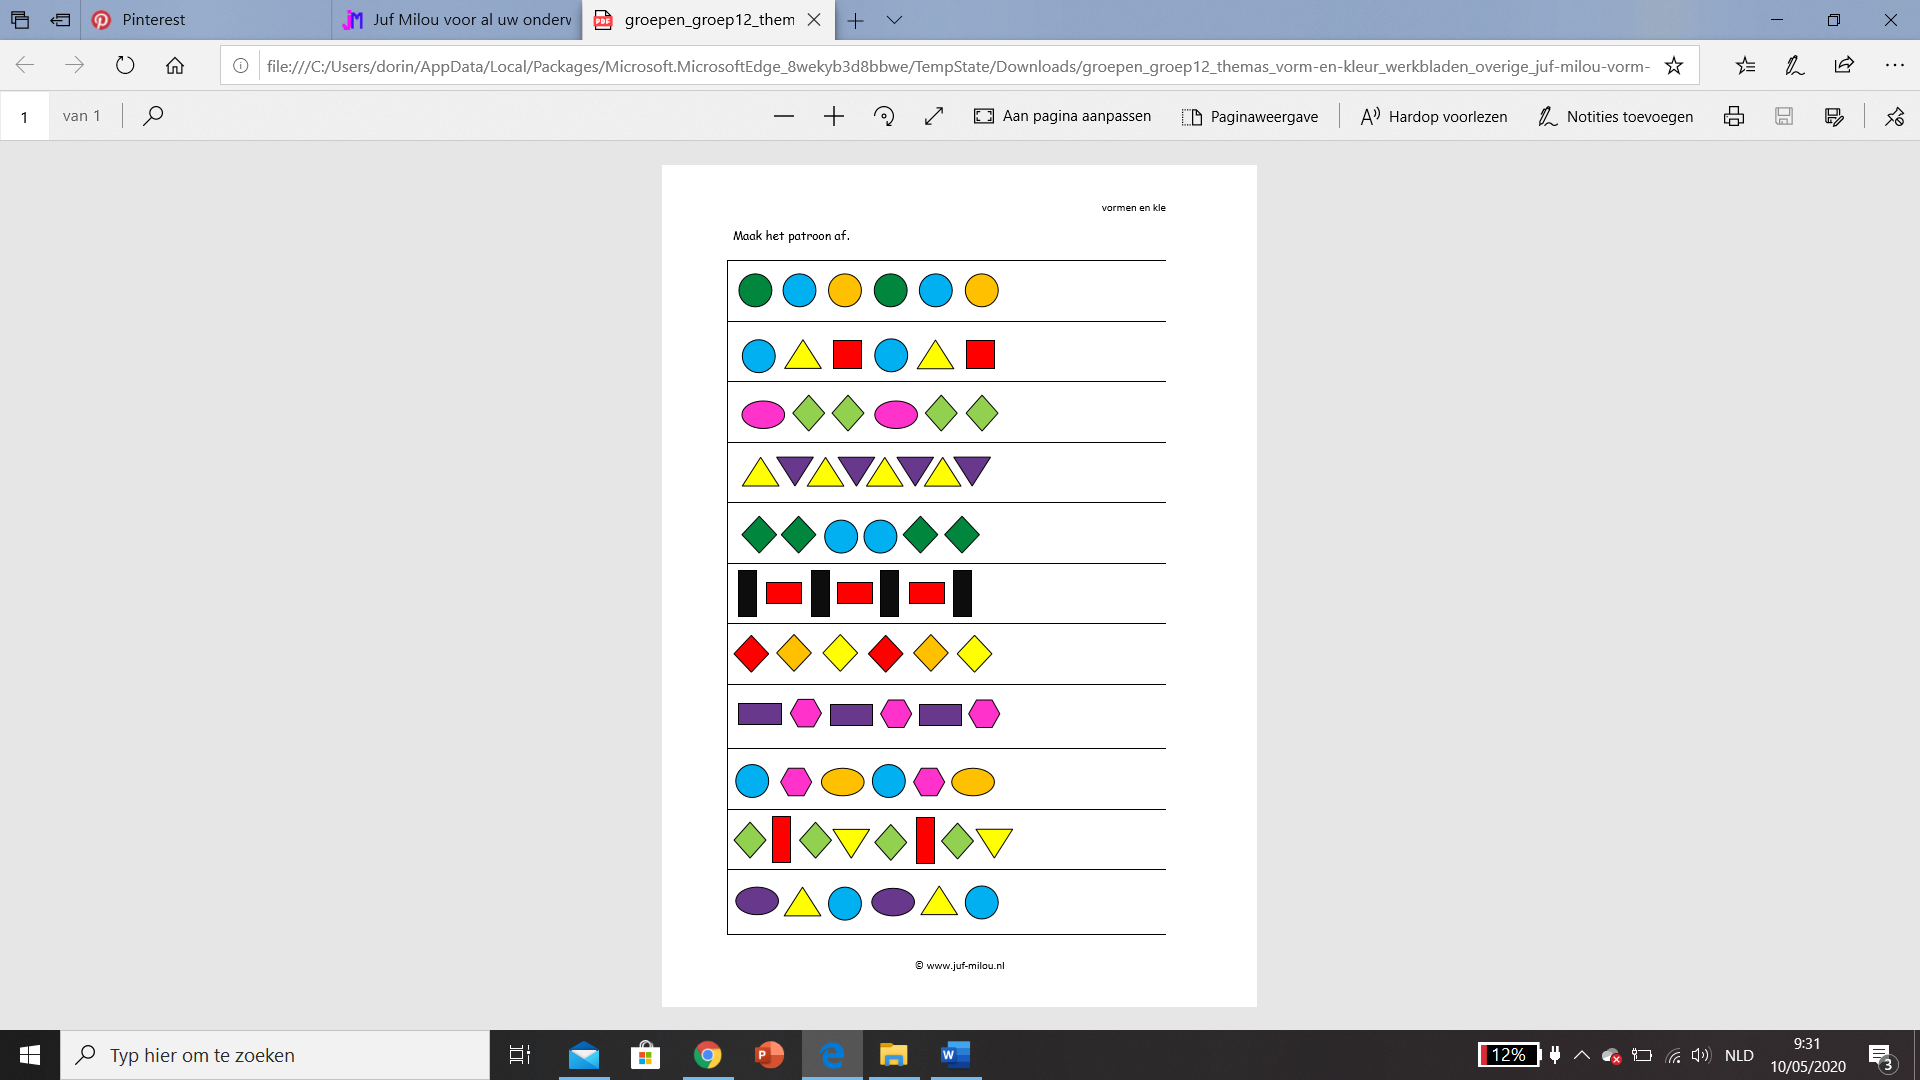 Pinterest
Juf Milou voor al uw onderw
groepen_groep12_them
file:///C:/Users/dorin/AppData/Local/Packages/Microsoft.MicrosoftEdge_8wekyb3d8bbwe/TempState/Downloads/groepen_groep12_themas_vorm-en-kleur_werkbladen_overige_juf-milou-vorm-
1 van 1
Aan pagina aanpassen
Paginaweergave
Hardop voorlezen
Notities toevoegen
vormen en kle
Maak het patroon af.
© www.juf-milou.nl
Typ hier om te zoeken
12%
NLD
9:31
10/05/2020
3